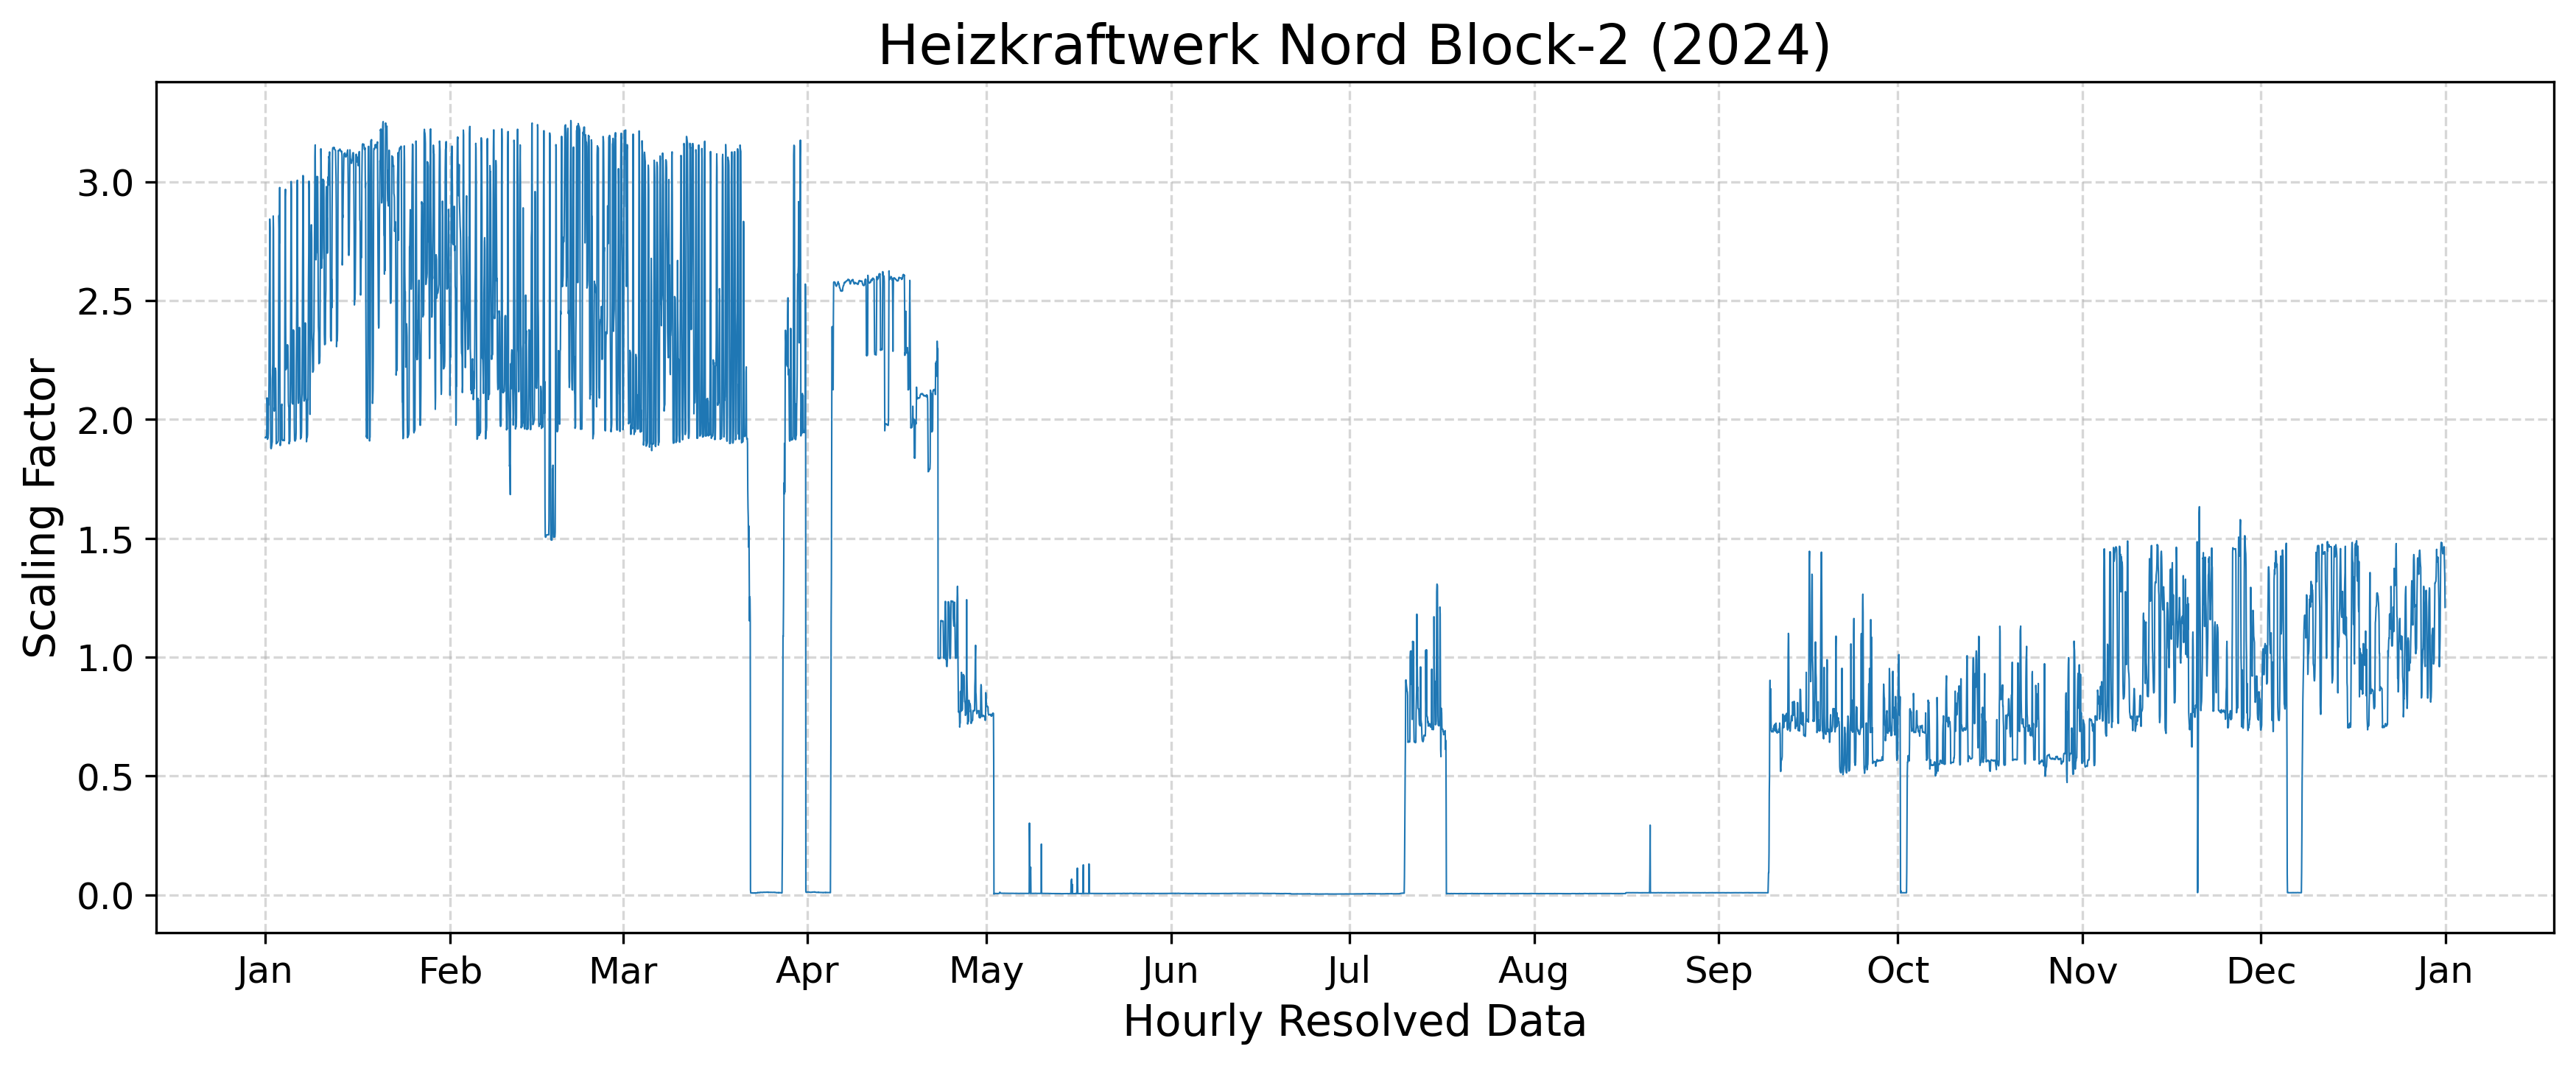 Heizkraftwerk Nord Block-2 (2024)
Scaling Factor
3.0
2.5
2.0
1.5
1.0
0.5
0.0
Jan Feb Mar Apr May Jun Jul Aug Sep Oct Nov Dec Jan
Hourly Resolved Data